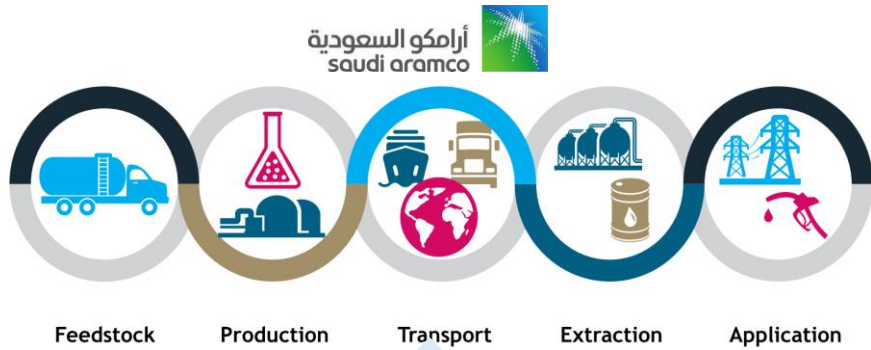 أرامكو السعودية
saudi aramco
Feedstock Production Transport Extraction Application